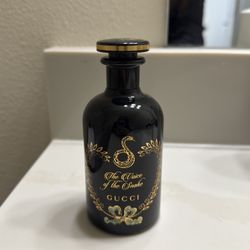 The Voice
of the Snake
GUCCI